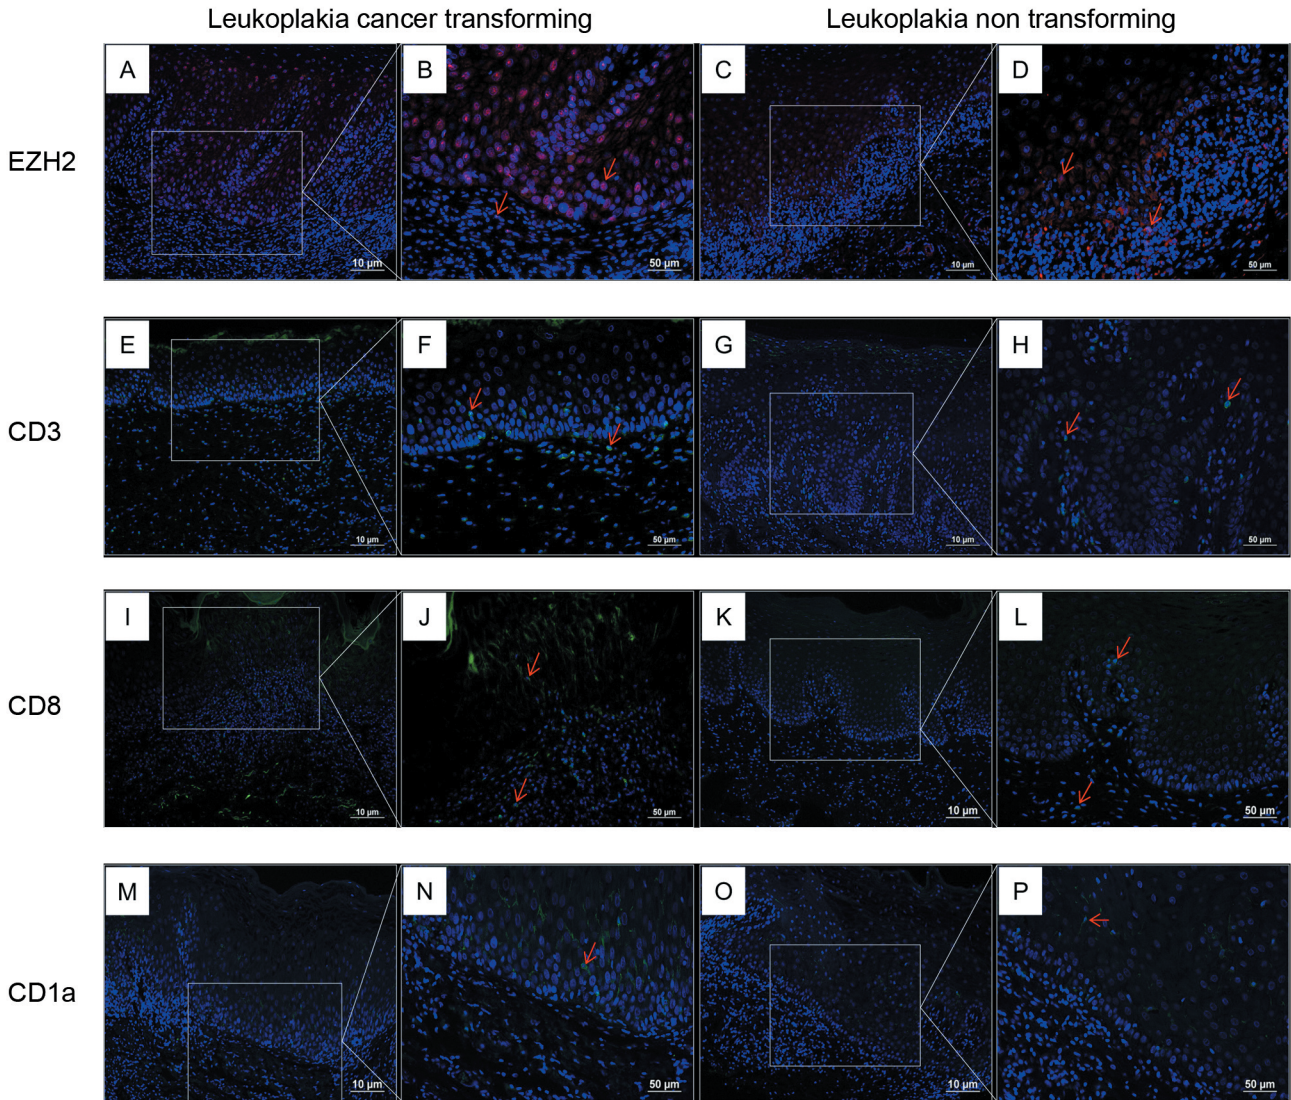 Leukoplakia cancer transforming
Leukoplakia non transforming
EZH2
A
10 µm
B
50 µm
C
10 µm
D
50 µm
CD3
E
10 µm
F
50 µm
G
10 µm
H
50 µm
CD8
I
10 µm
J
50 µm
K
10 µm
L
50 µm
CD1a
M
10 µm
N
50 µm
O
10 µm
P
50 µm